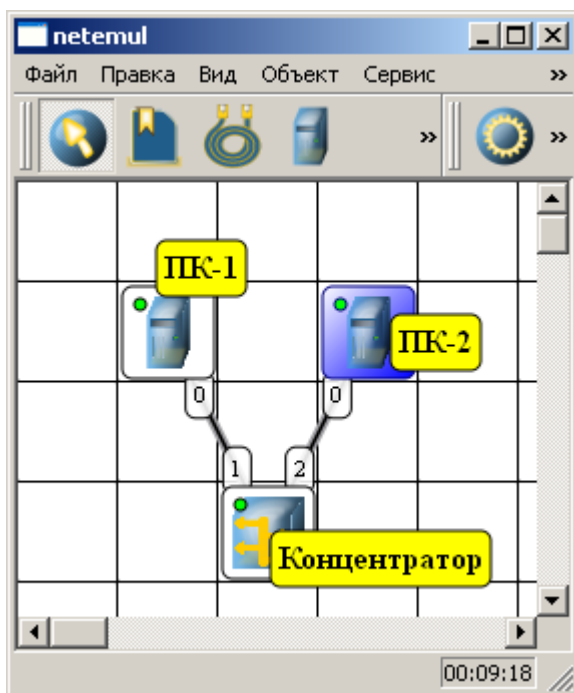 netemul
Файл Правка Вид Объект Сервис »
» »
ПК-1
ПК-2
0 0
1 2
Концентратор
00:09:18